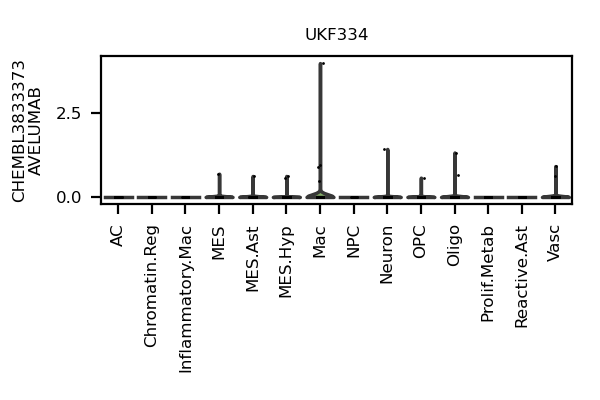 UKF334
CHEMBL3833373
AVELUMAB
2.5
0.0
AC
Chromatin.Reg
Inflammatory.Mac
MES
MES.Ast
MES.Hyp
Mac
NPC
Neuron
OPC
Oligo
Prolif.Metab
Reactive.Ast
Vasc